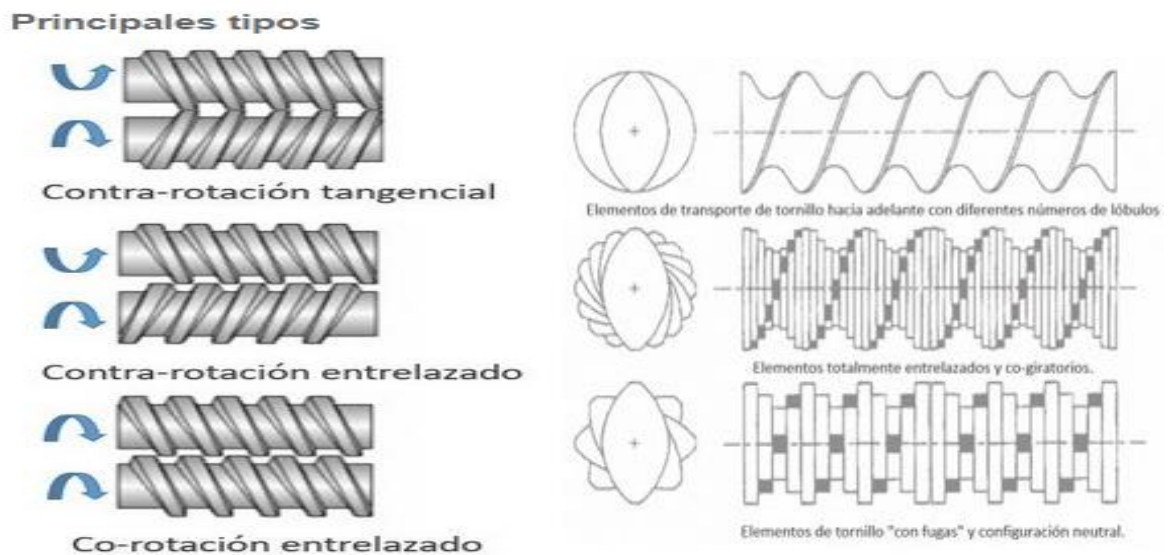 Principales tipos
Contra-rotación tangencial
Contra-rotación entrelazado
Co-rotación entrelazado
Elementos de transporte de tornillo hacia adelante con diferentes números de lóbulos
Elementos totalmente entrelazados y co-giratorios.
Elementos de tornillo "con fugas" y configuración neutral.